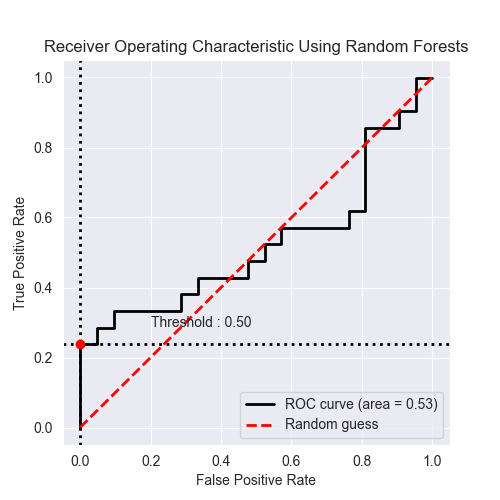 Receiver Operating Characteristic Using Random Forests
1.0
0.8
0.6
0.4
0.2
0.0
True Positive Rate
Threshold : 0.50
ROC curve (area = 0.53)
Random guess
0.0 0.2 0.4 0.6 0.8 1.0
False Positive Rate